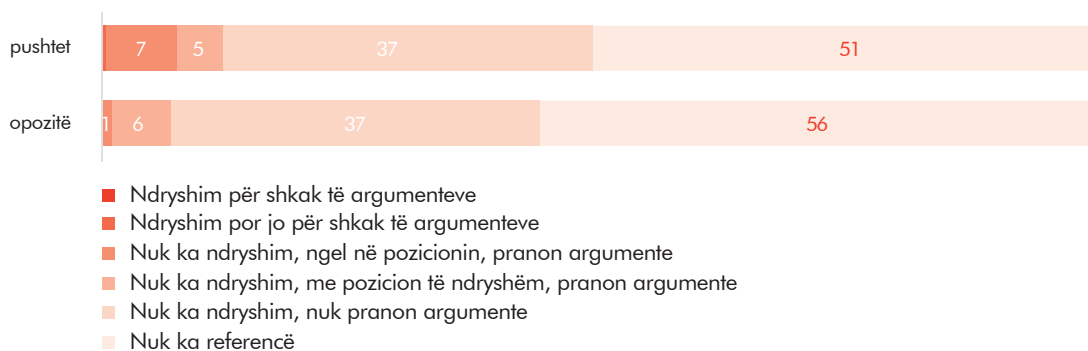 pushtet 7 5 37 51
opozitë 1 6 37 56
Ndryshim për shkak të argumenteve
Ndryshim por jo për shkak të argumenteve
Nuk ka ndryshim, ngel në pozicionin, pranon argumente
Nuk ka ndryshim, me pozicion të ndryshëm, pranon argumente
Nuk ka ndryshim, nuk pranon argumente
Nuk ka referencë